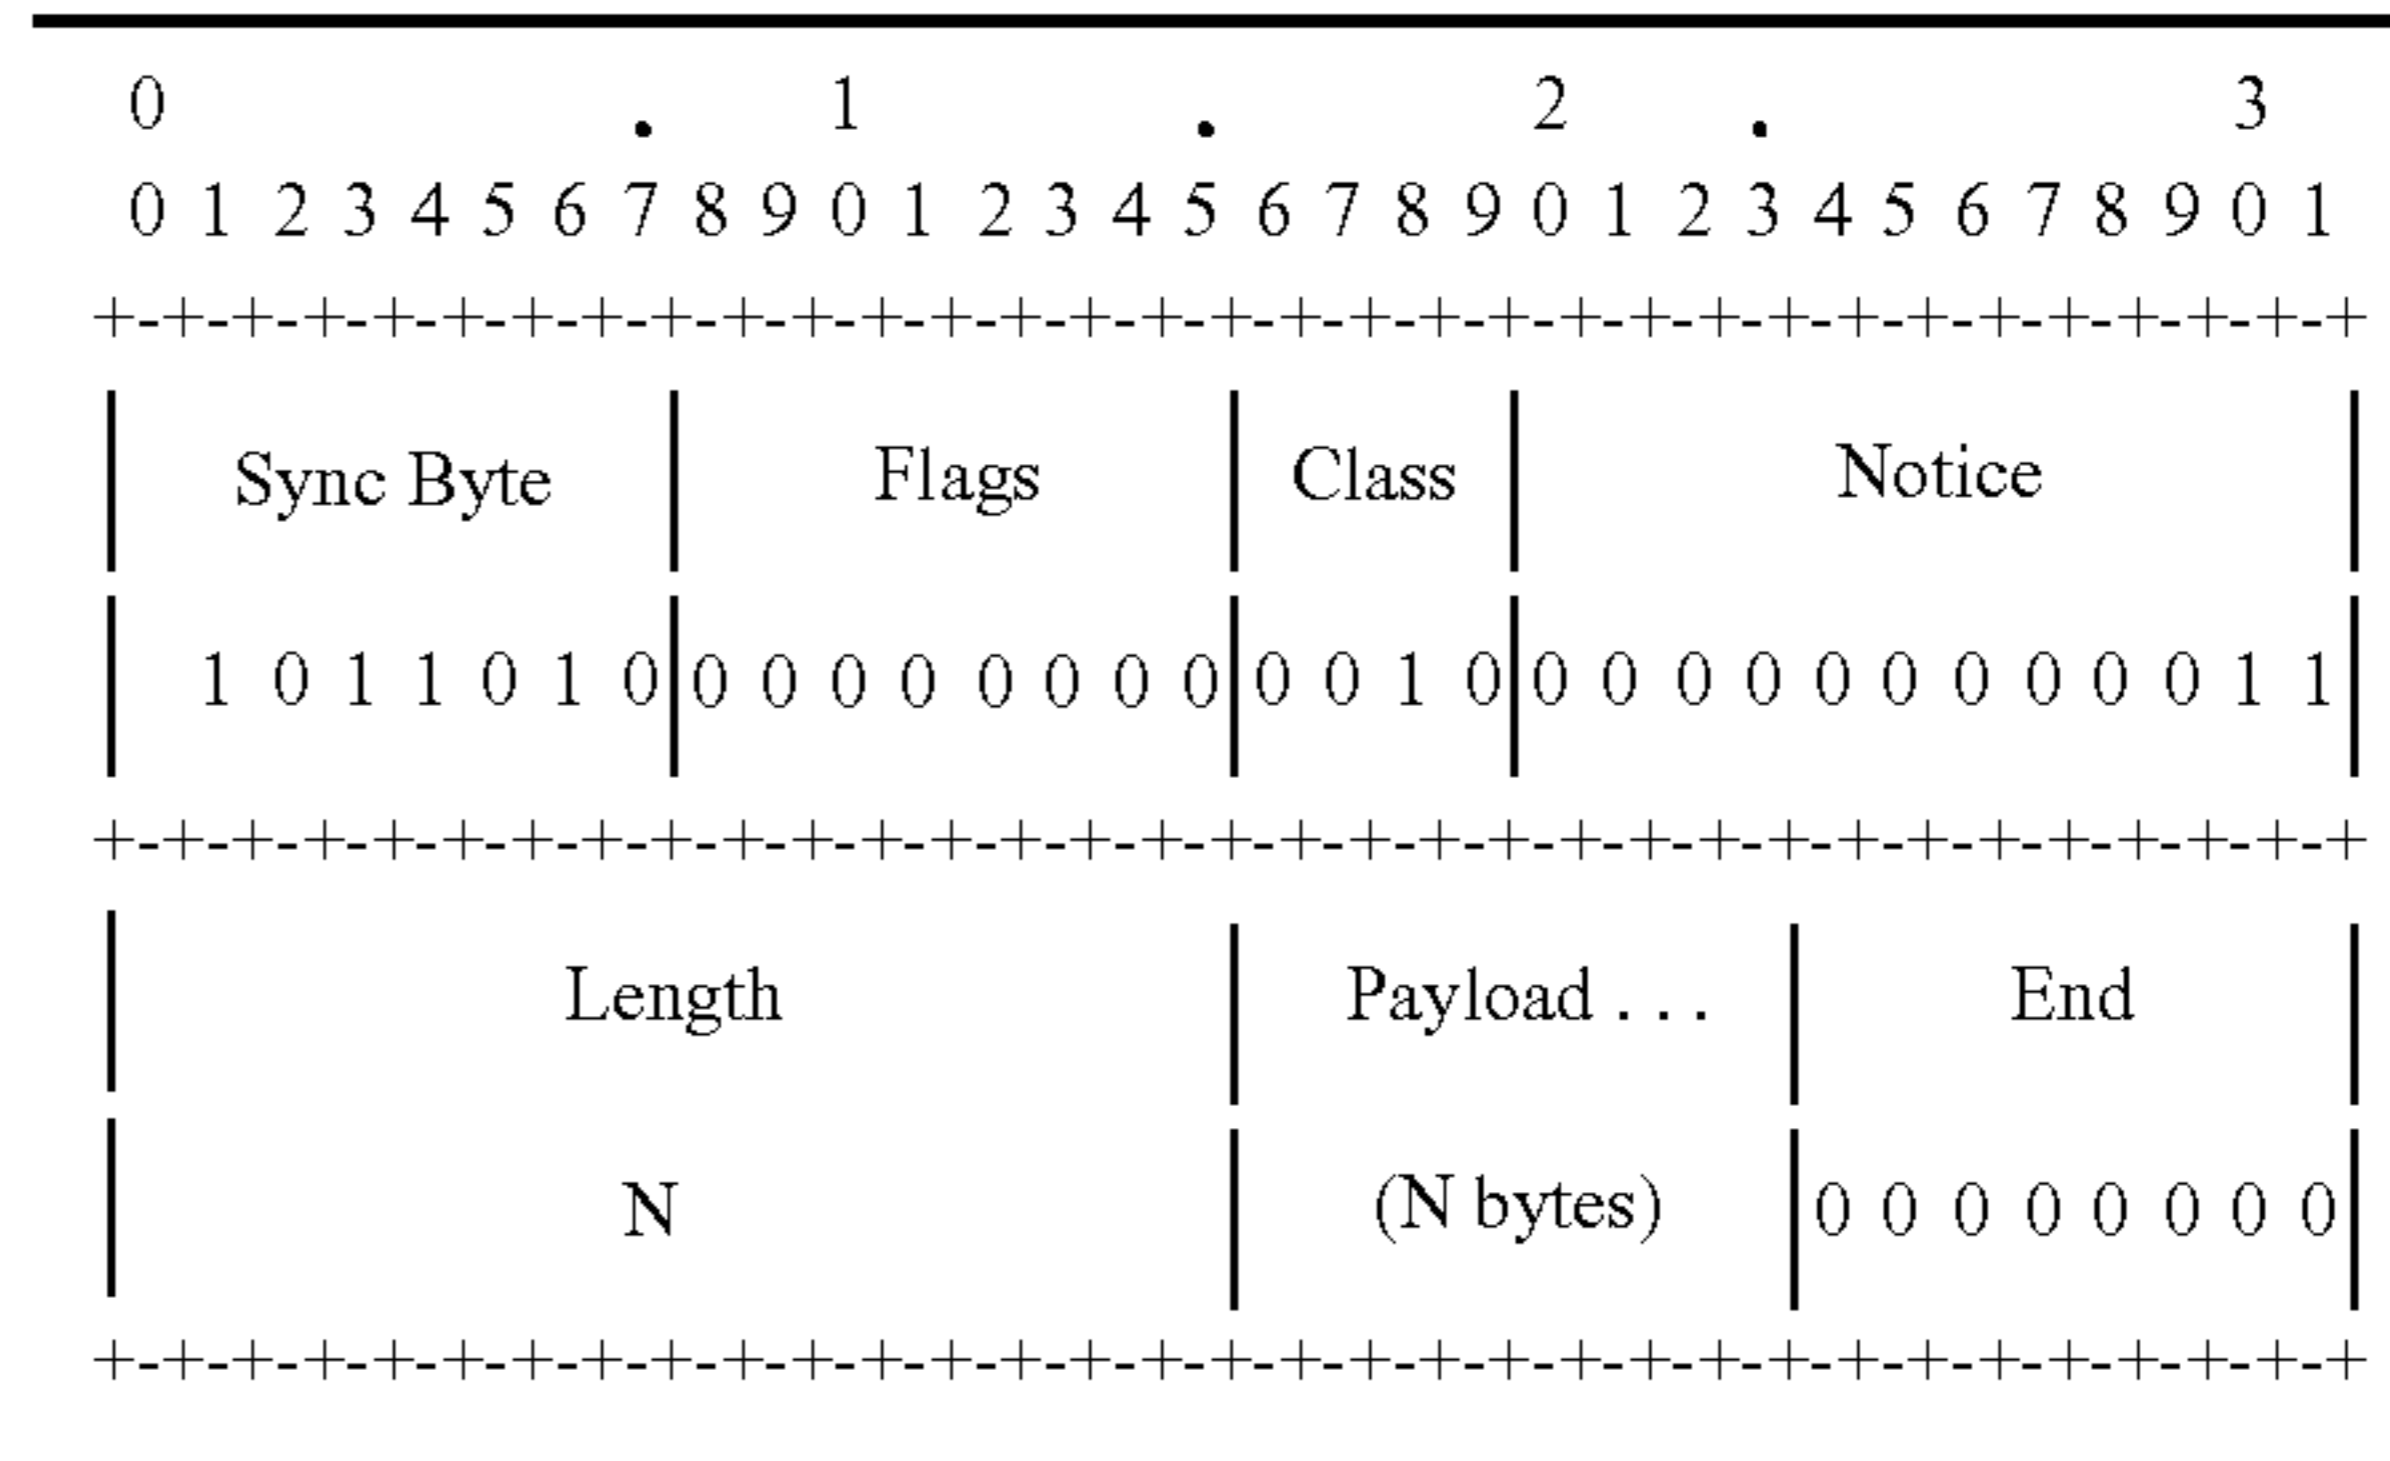 0 . 1 . 2 . 3
0 1 2 3 4 5 6 7 8 9 0 1 2 3 4 5 6 7 8 9 0 1 2 3 4 5 6 7 8 9 0 1
+-+-+-+-+-+-+-+-+-+-+-+-+-+-+-+-+-+-+-+-+-+-+-+-+-+-+-+-+-+-+-+-+
| Sync Byte | Flags | Class | Notice |
| 1 0 1 1 0 1 0|0 0 0 0 0 0 0 0|0 0 1 0|0 0 0 0 0 0 0 0 0 0 1 1|
+-+-+-+-+-+-+-+-+-+-+-+-+-+-+-+-+-+-+-+-+-+-+-+-+-+-+-+-+-+-+-+-+
| Length | Payload . . . | End |
| N | (N bytes) |0 0 0 0 0 0 0 0|
+-+-+-+-+-+-+-+-+-+-+-+-+-+-+-+-+-+-+-+-+-+-+-+-+-+-+-+-+-+-+-+-+